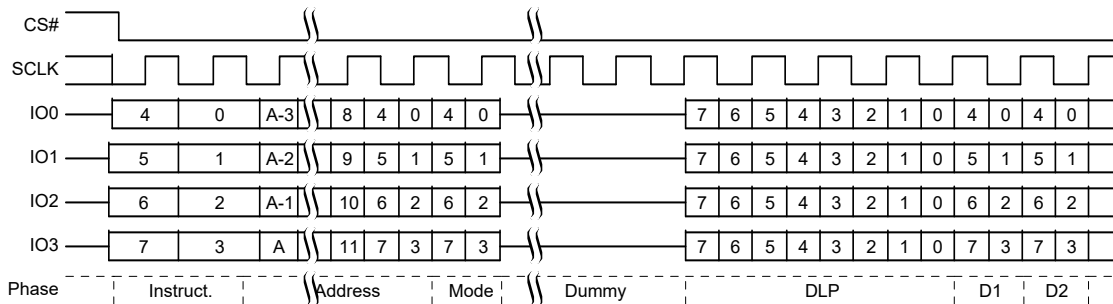 CS#
SCLK
IO0 4 0 A-3 8 4 0 4 0 7 6 5 4 3 2 1 0 4 0 4 0
IO1 5 1 A-2 9 5 1 5 1 7 6 5 4 3 2 1 0 5 1 5 1
IO2 6 2 A-1 10 6 2 6 2 7 6 5 4 3 2 1 0 6 2 6 2
IO3 7 3 A 11 7 3 7 3 7 6 5 4 3 2 1 0 7 3 7 3
Phase Instruct. Address Mode Dummy DLP D1 D2